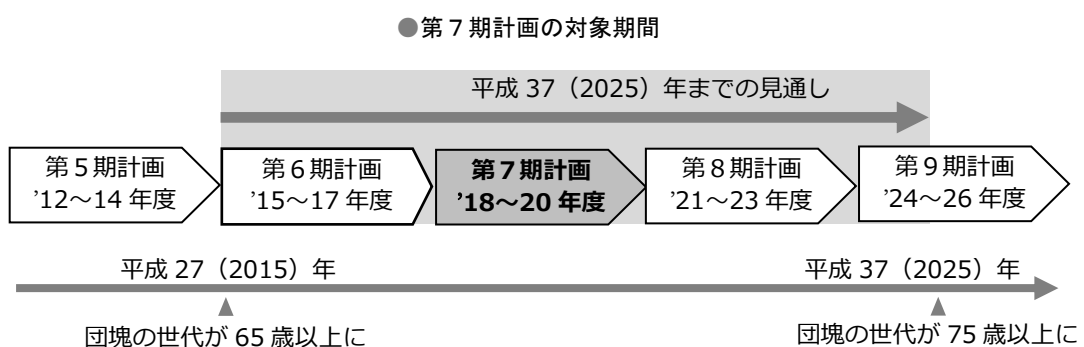 ●第７期計画の対象期間
平成 37（2025）年までの見通し
第５期計画
’12～14 年度
第６期計画
’15～17 年度
第７期計画
’18～20 年度
第８期計画
’21～23 年度
第９期計画
’24～26 年度
平成 27（2015）年
平成 37（2025）年
団塊の世代が 65 歳以上に
団塊の世代が 75 歳以上に